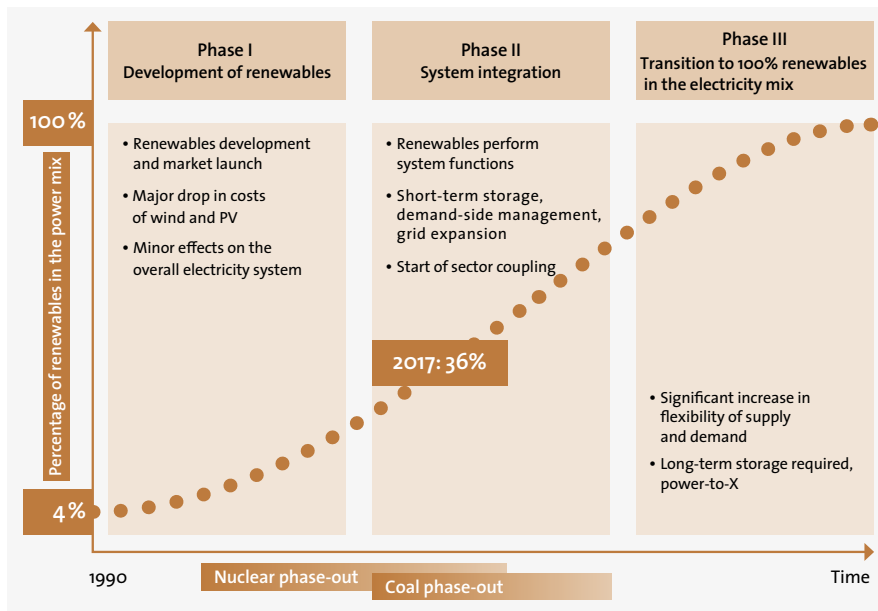 Phase I
Development of renewables
Phase II
System integration
Phase III
Transition to 100% renewables
in the electricity mix
100 %
Percentage of renewables in the power mix
4 %
• Renewables development
and market launch
• Major drop in costs
of wind and PV
• Minor effects on the
overall electricity system
• Renewables perform
system functions
• Short-term storage,
demand-side management,
grid expansion
• Start of sector coupling
2017: 36%
• Significant increase in
flexibility of supply
and demand
• Long-term storage required,
power-to-X
1990
Nuclear phase-out
Coal phase-out
Time